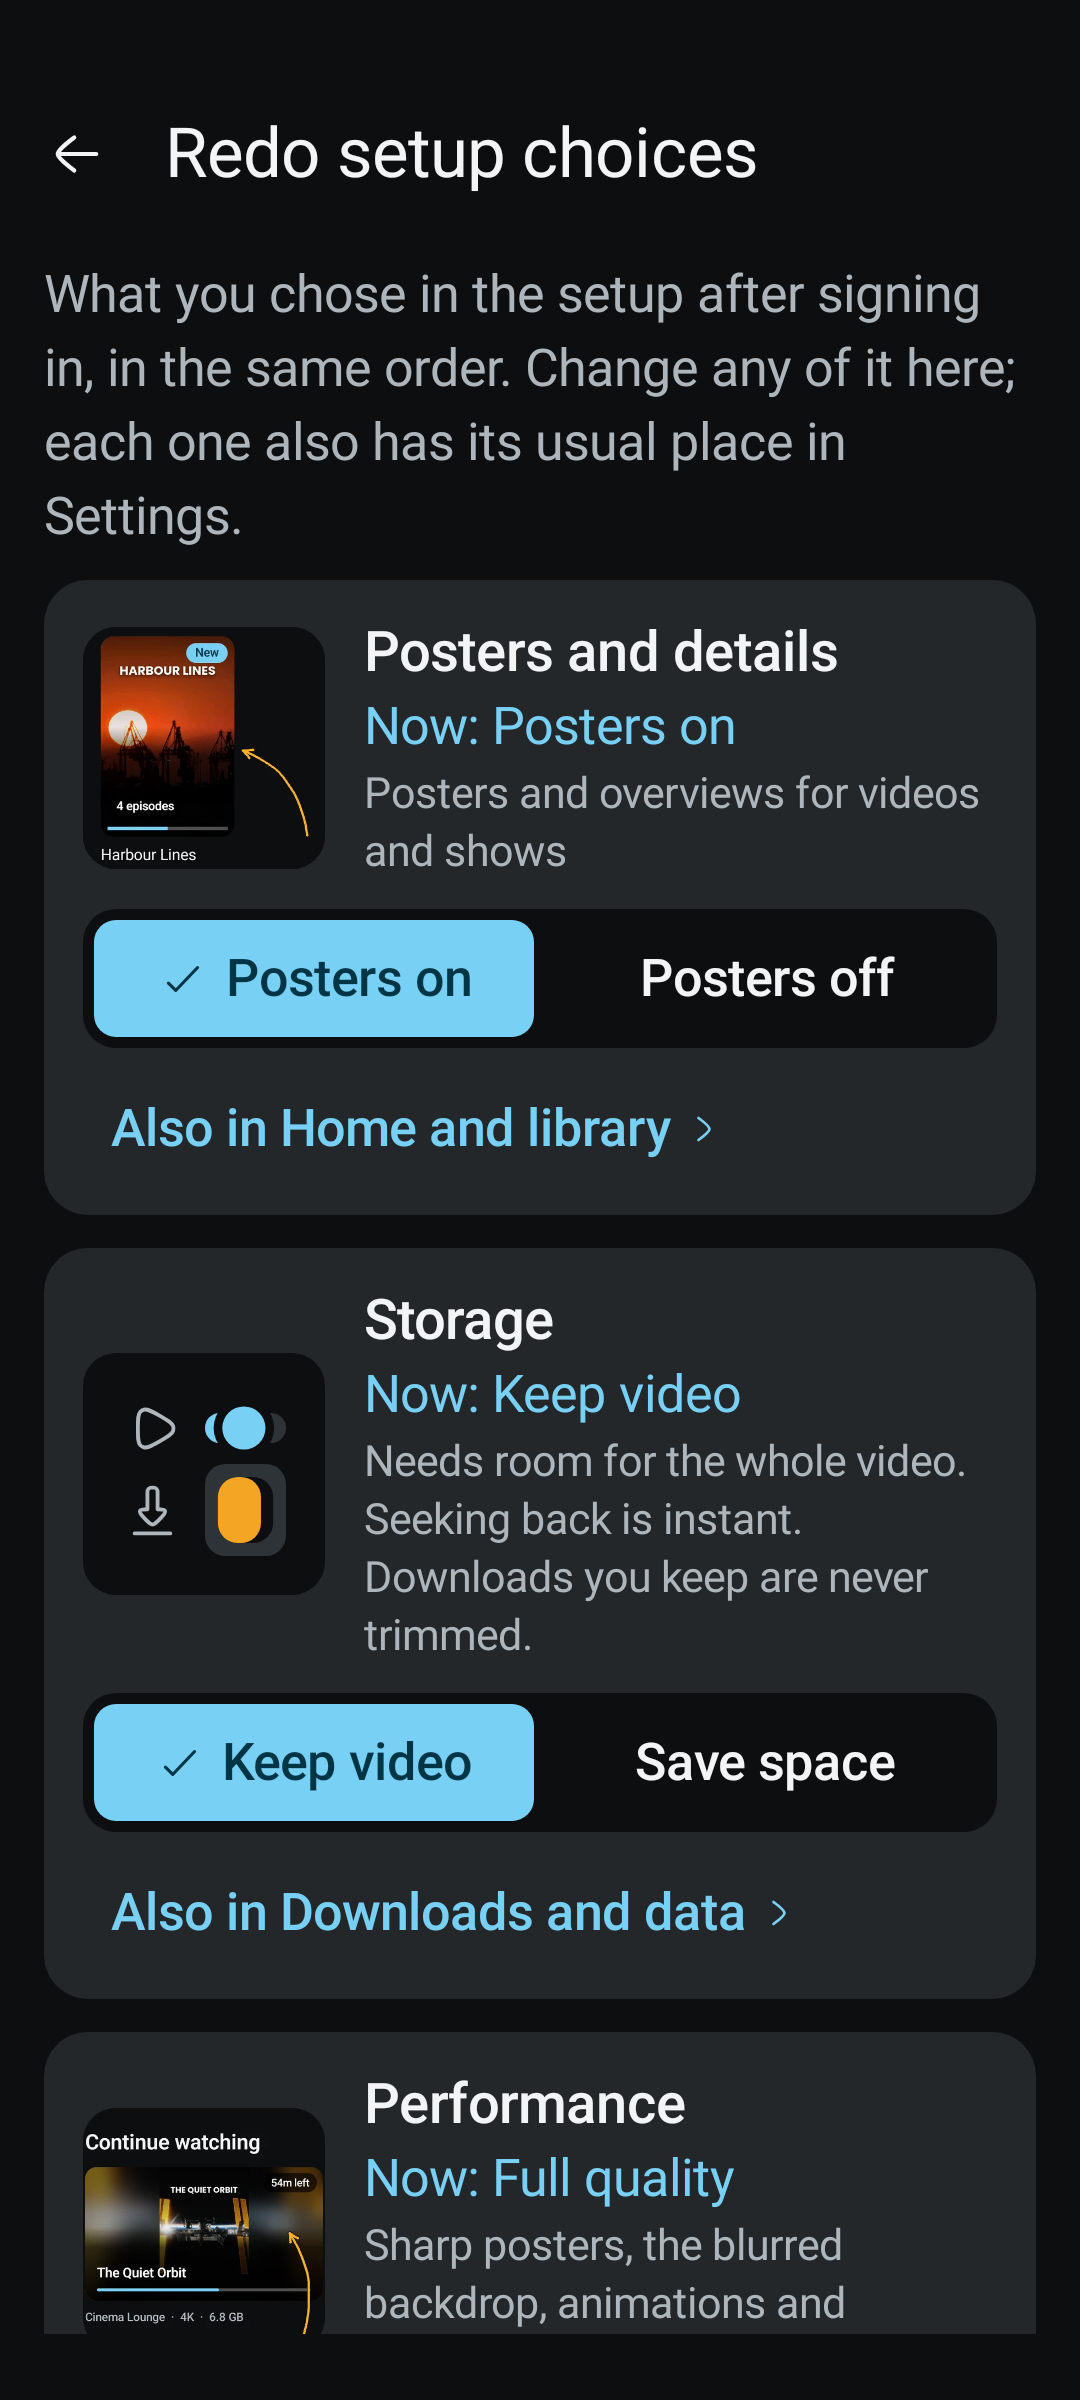 Redo setup choices
What you chose in the setup after signing
in, in the same order. Change any of it here;
each one also has its usual place in
Settings.
New
HARBOUR LINES
4 episodes
Harbour Lines
Posters and details
Now: Posters on
Posters and overviews for videos
and shows
Posters on
Posters off
Also in Home and library
Storage
Now: Keep video
Needs room for the whole video.
Seeking back is instant.
Downloads you keep are never
trimmed.
Keep video
Save space
Also in Downloads and data
Continue watching
54m left
THE QUIET ORBIT
The Quiet Orbit
Cinema Lounge · 4K · 6.8 GB
Performance
Now: Full quality
Sharp posters, the blurred
backdrop, animations and